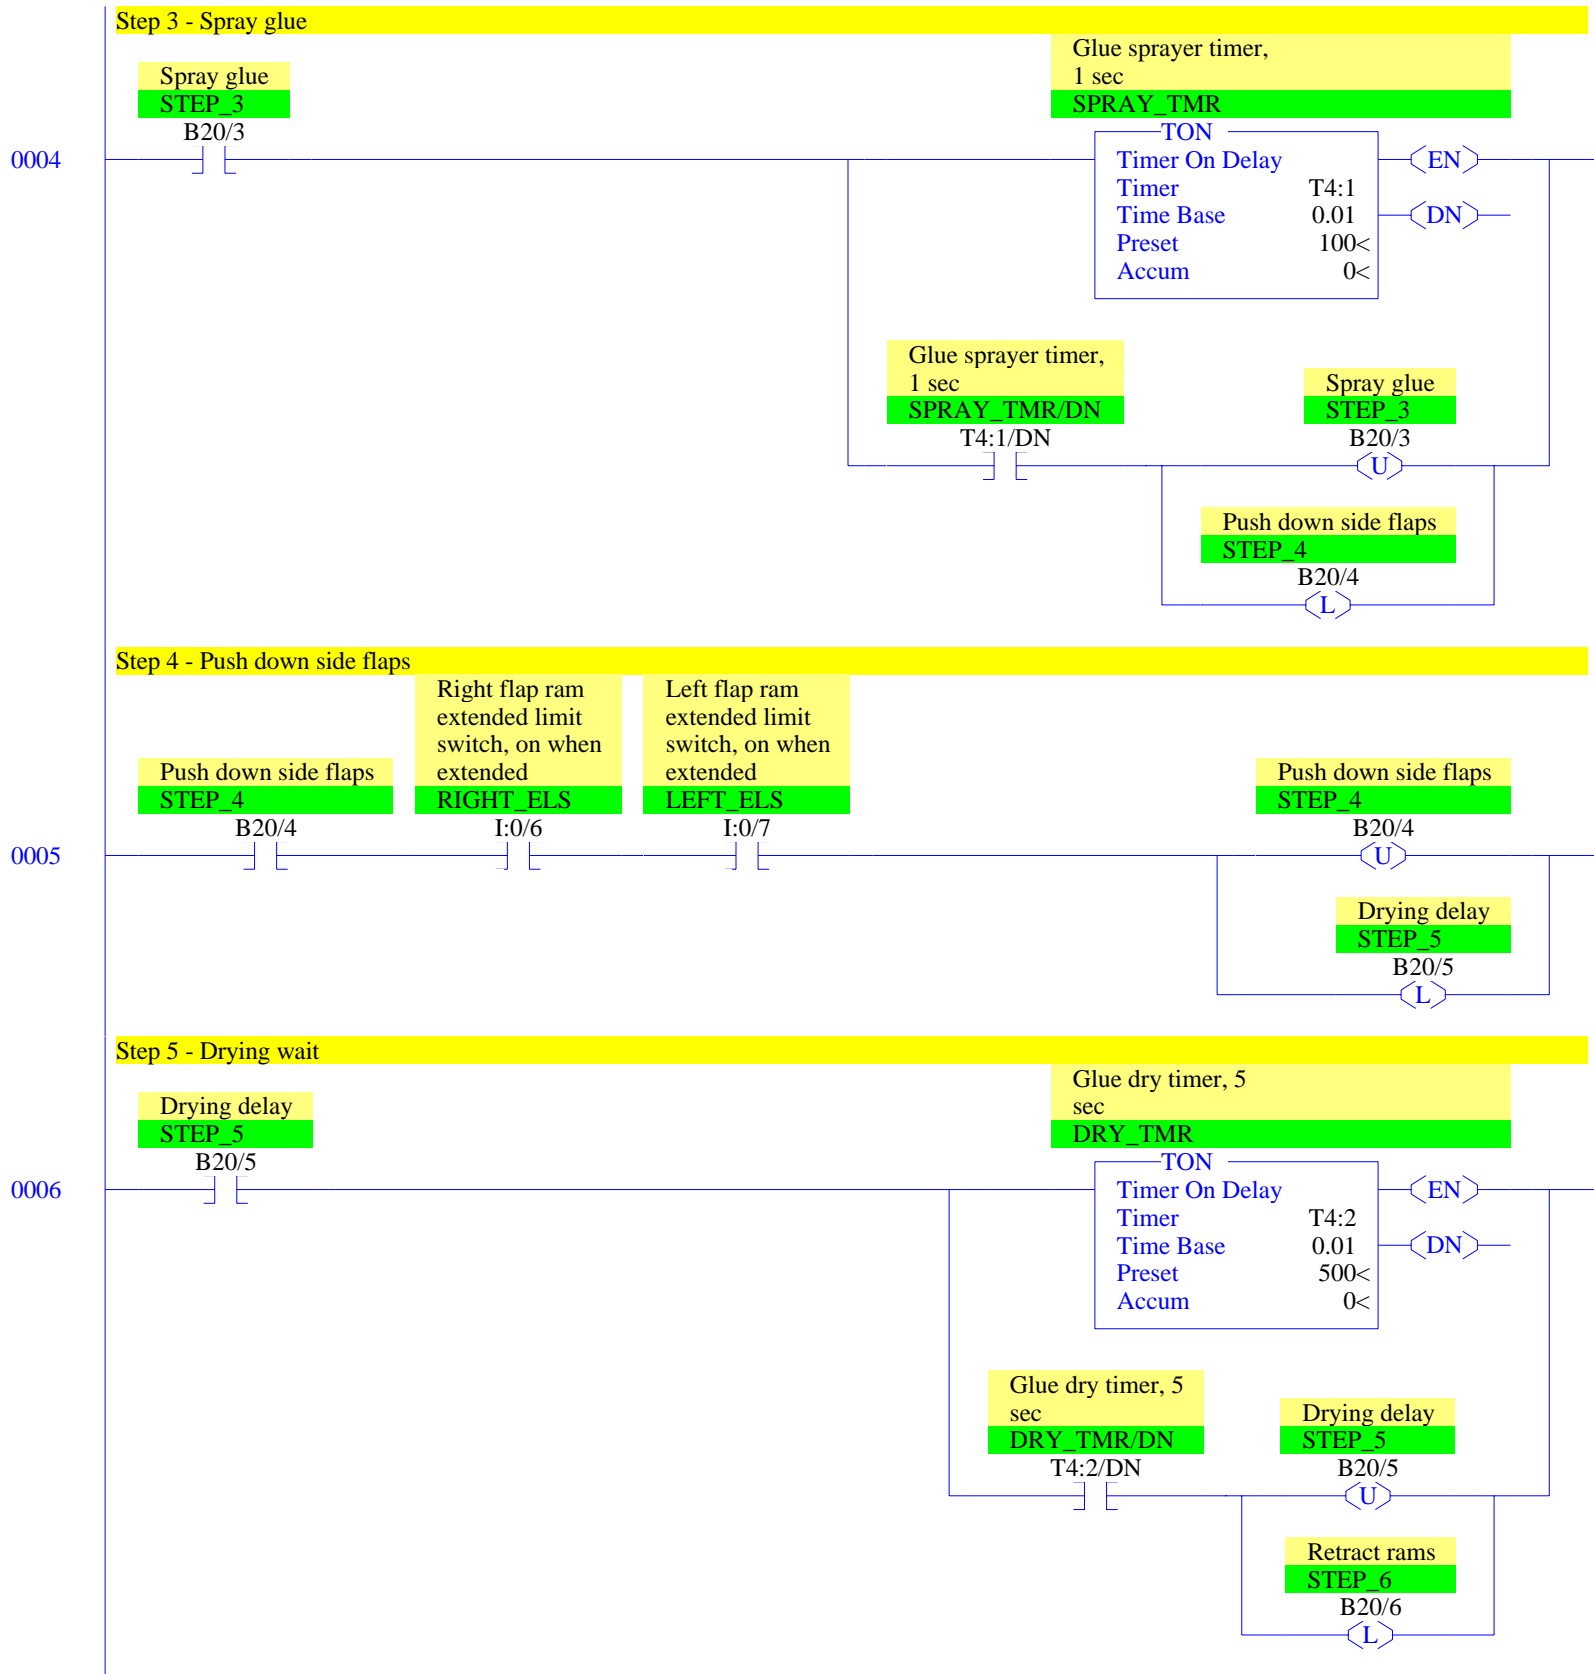 Step 3 - Spray glue
Glue sprayer timer,
1 sec
SPRAY_TMR
Spray glue
STEP_3
B20/3
0004
TON
Timer On Delay
Timer T4:1
Time Base 0.01
Preset 100<
Accum 0<
EN
DN
Glue sprayer timer,
1 sec
SPRAY_TMR/DN
T4:1/DN
Spray glue
STEP_3
B20/3
U
Push down side flaps
STEP_4
B20/4
L
Step 4 - Push down side flaps
Push down side flaps
STEP_4
B20/4
Right flap ram
extended limit
switch, on when
extended
RIGHT_ELS
I:0/6
Left flap ram
extended limit
switch, on when
extended
LEFT_ELS
I:0/7
Push down side flaps
STEP_4
B20/4
0005
U
Drying delay
STEP_5
B20/5
L
Step 5 - Drying wait
Glue dry timer, 5
sec
DRY_TMR
Drying delay
STEP_5
B20/5
0006
TON
Timer On Delay
Timer T4:2
Time Base 0.01
Preset 500<
Accum 0<
EN
DN
Glue dry timer, 5
sec
DRY_TMR/DN
T4:2/DN
Drying delay
STEP_5
B20/5
U
Retract rams
STEP_6
B20/6
L